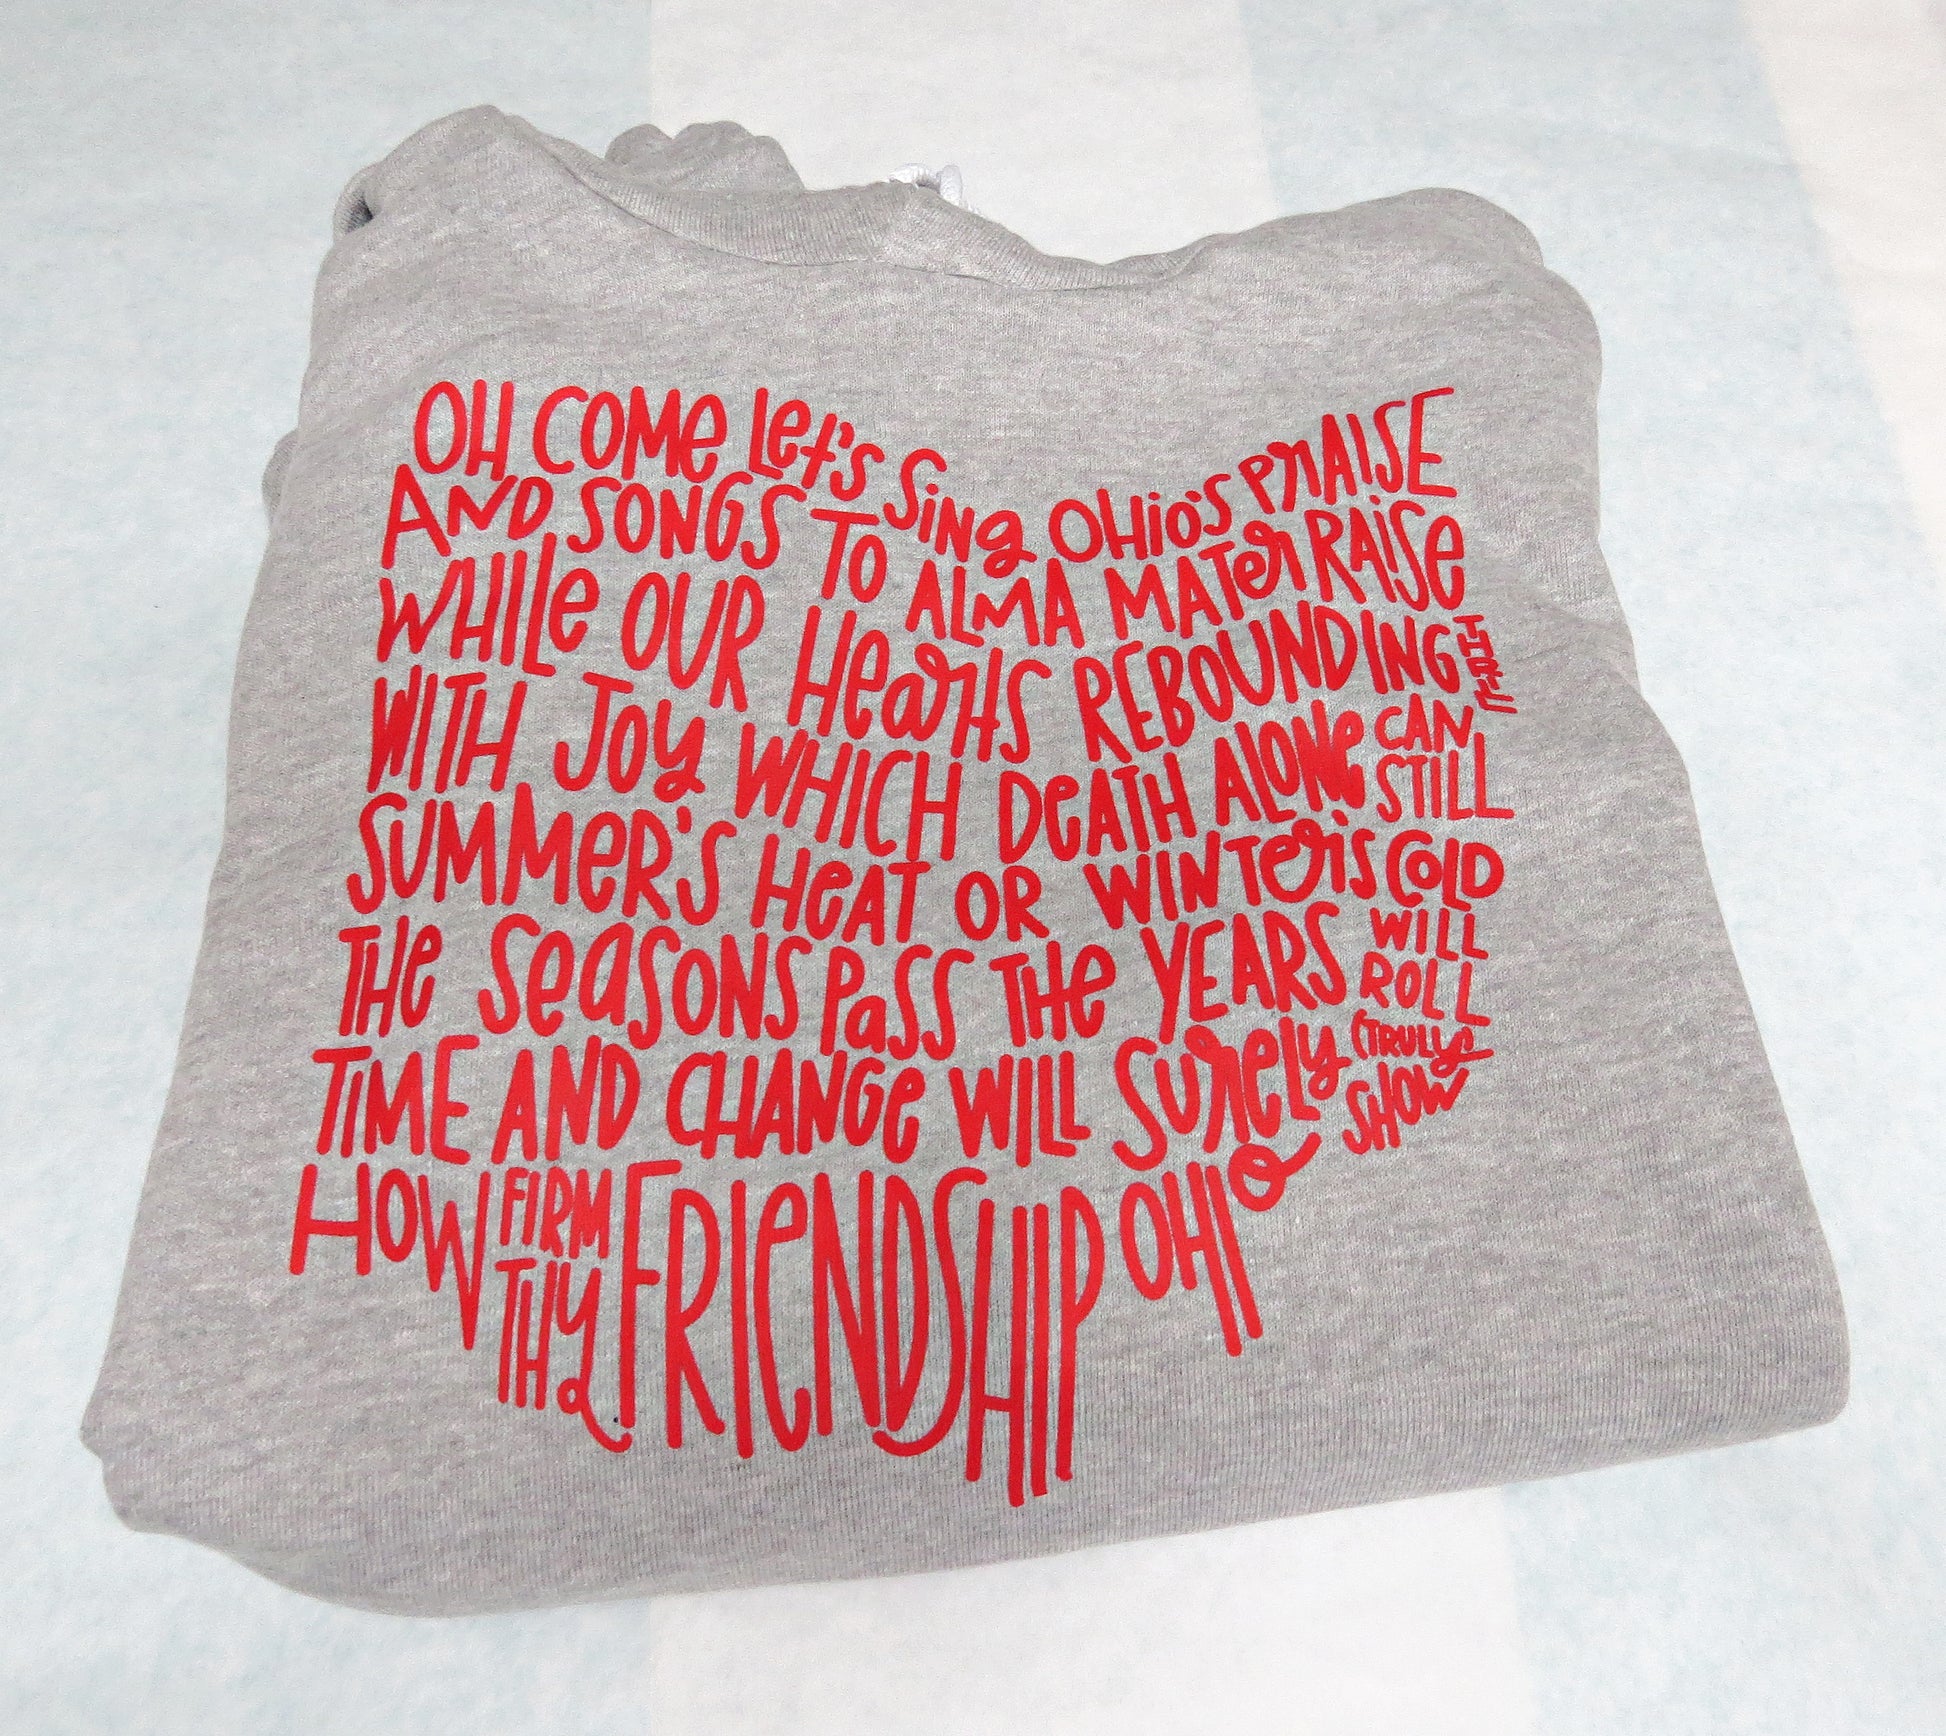 OH COME Let's SiNg OHio'S PRAISE
AND SONGS TO ALMA MATeR RAiSe
WHILe OUR HeaRtS REBOUNDING THRILL
WITH Joy WHICH DeATH ALONe CAN STILL
SUMMeR'S HeAT OR WINTeR'S COLD
THe SeaSONS PaSS THe YEARS WILL ROLL
TIME AND CHANGe WILL SURELy (TRULy) SHOW
HOW FIRM THy FRIeNDSHIP OHIO